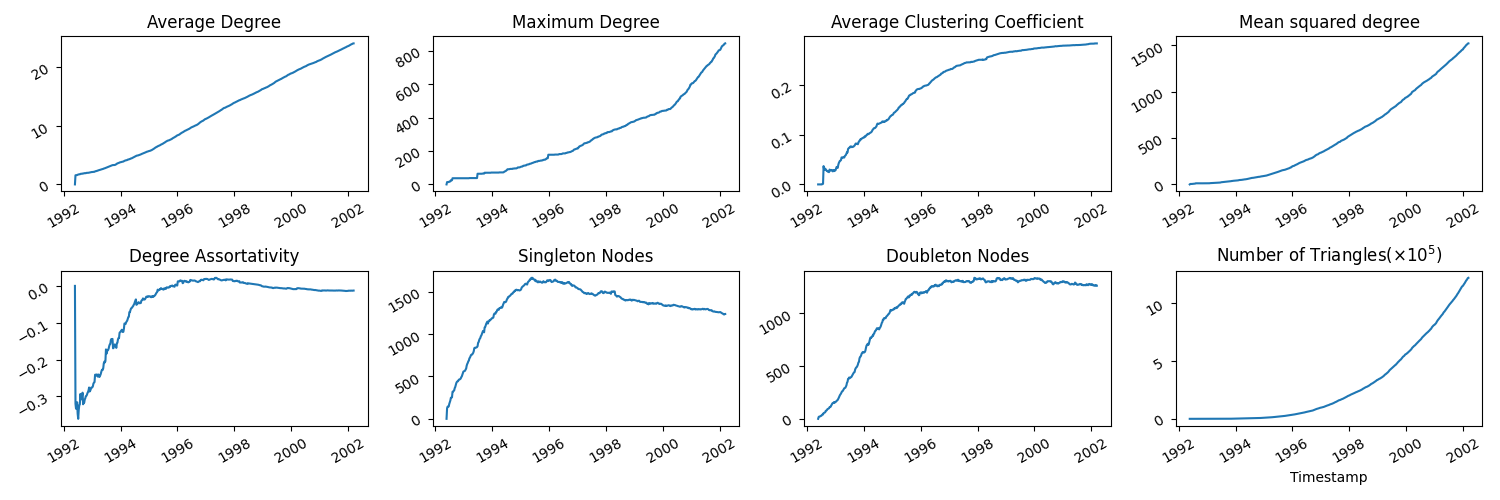 Average Degree
20
10
0
1992 1994 1996 1998 2000 2002
Maximum Degree
800
600
400
200
0
1992 1994 1996 1998 2000 2002
Average Clustering Coefficient
0.2
0.1
0.0
1992 1994 1996 1998 2000 2002
Mean squared degree
1500
1000
500
0
1992 1994 1996 1998 2000 2002
Degree Assortativity
0.0
−0.1
−0.2
−0.3
1992 1994 1996 1998 2000 2002
Singleton Nodes
1500
1000
500
0
1992 1994 1996 1998 2000 2002
Doubleton Nodes
1000
500
0
1992 1994 1996 1998 2000 2002
Number of Triangles(×10⁵)
10
5
0
1992 1994 1996 1998 2000 2002
Timestamp